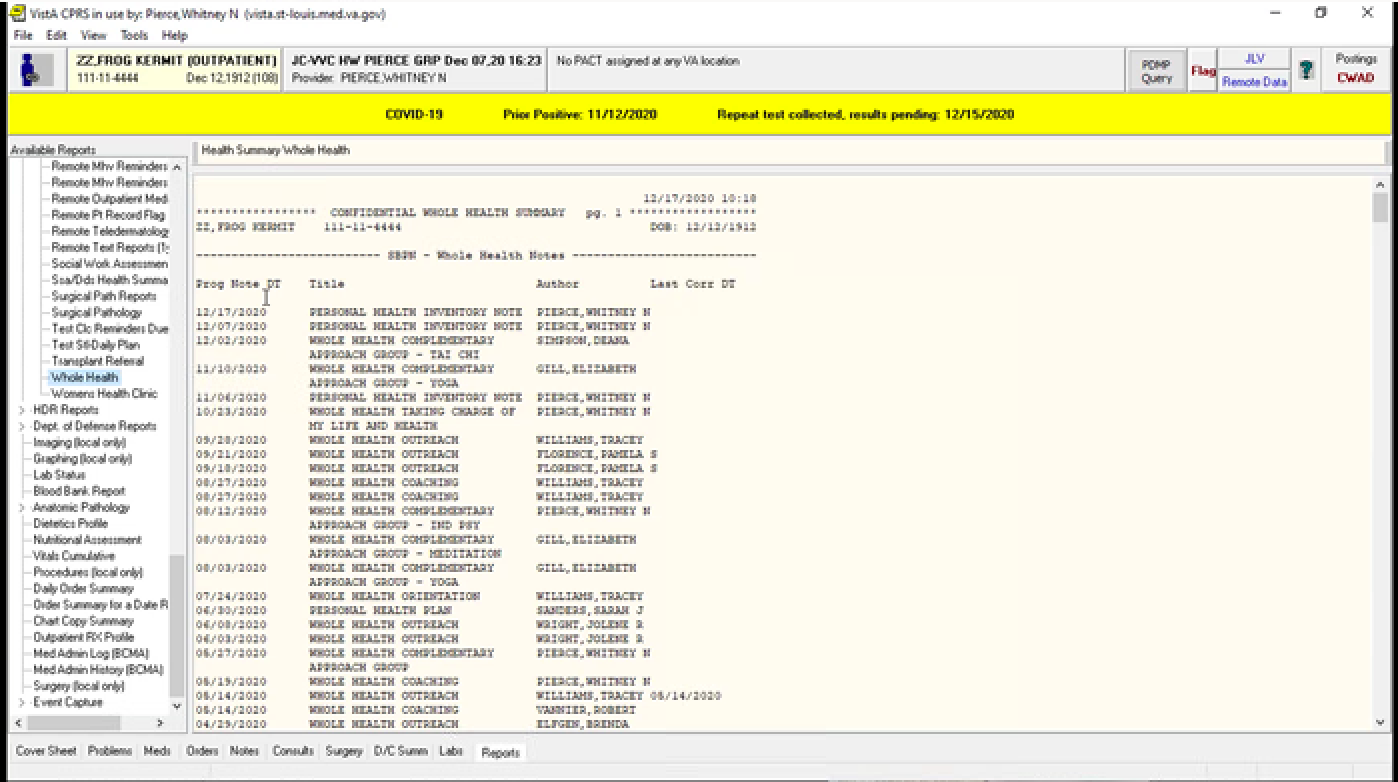 VistA CPRS in use by: Pierce,Whitney N (vista.st-louis.med.va.gov)
File Edit View Tools Help
ZZ,FROG KERMIT (OUTPATIENT) JC-VVC HW PIERCE GRP Dec 07,20 16:23 No PACT assigned at any VA location
111-11-4444 Dec 12,1912 (108) Provider: PIERCE,WHITNEY N
PDMP Query
Flag
JLV
Remote Data
?
Postings
CWAD
COVID-19 Prior Positive: 11/12/2020 Repeat test collected, results pending: 12/15/2020
Available Reports
Remote Mhv Reminders
Remote Mhv Reminders
Remote Outpatient Med
Remote Pt Record Flag
Remote Teledermatolog
Remote Text Reports (1
Social Work Assessmen
Ssa/Dds Health Summa
Surgical Path Reports
Surgical Pathology
Test Clc Reminders Due
Test Stl-Daily Plan
Transplant Referral
Whole Health
Womens Health Clinic
HDR Reports
Dept. of Defense Reports
Imaging (local only)
Graphing (local only)
Lab Status
Blood Bank Report
Anatomic Pathology
Dietetics Profile
Nutritional Assessment
Vitals Cumulative
Procedures (local only)
Daily Order Summary
Order Summary for a Date R
Chart Copy Summary
Outpatient RX Profile
Med Admin Log (BCMA)
Med Admin History (BCMA)
Surgery (local only)
Event Capture
Health Summary Whole Health
12/17/2020 10:18
***************** CONFIDENTIAL WHOLE HEALTH SUMMARY pg. 1 ******************
ZZ,FROG KERMIT 111-11-4444 DOB: 12/12/1912
-------------------------- SBPN - Whole Health Notes --------------------------
Prog Note DT Title Author Last Corr DT
12/17/2020 PERSONAL HEALTH INVENTORY NOTE PIERCE,WHITNEY N
12/07/2020 PERSONAL HEALTH INVENTORY NOTE PIERCE,WHITNEY N
12/02/2020 WHOLE HEALTH COMPLEMENTARY SIMPSON,DEANA
APPROACH GROUP - TAI CHI
11/10/2020 WHOLE HEALTH COMPLEMENTARY GILL,ELIZABETH
APPROACH GROUP - YOGA
11/06/2020 PERSONAL HEALTH INVENTORY NOTE PIERCE,WHITNEY N
10/23/2020 WHOLE HEALTH TAKING CHARGE OF PIERCE,WHITNEY N
MY LIFE AND HEALTH
09/28/2020 WHOLE HEALTH OUTREACH WILLIAMS,TRACEY
09/21/2020 WHOLE HEALTH OUTREACH FLORENCE,PAMELA S
09/18/2020 WHOLE HEALTH OUTREACH FLORENCE,PAMELA S
08/27/2020 WHOLE HEALTH COACHING WILLIAMS,TRACEY
08/27/2020 WHOLE HEALTH COACHING WILLIAMS,TRACEY
08/12/2020 WHOLE HEALTH COMPLEMENTARY PIERCE,WHITNEY N
APPROACH GROUP - IND PSY
08/03/2020 WHOLE HEALTH COMPLEMENTARY GILL,ELIZABETH
APPROACH GROUP - MEDITATION
08/03/2020 WHOLE HEALTH COMPLEMENTARY GILL,ELIZABETH
APPROACH GROUP - YOGA
07/24/2020 WHOLE HEALTH ORIENTATION WILLIAMS,TRACEY
06/30/2020 PERSONAL HEALTH PLAN SANDERS,SARAH J
06/08/2020 WHOLE HEALTH OUTREACH WRIGHT,JOLENE R
06/03/2020 WHOLE HEALTH OUTREACH WRIGHT,JOLENE R
05/27/2020 WHOLE HEALTH COMPLEMENTARY PIERCE,WHITNEY N
APPROACH GROUP
05/19/2020 WHOLE HEALTH COACHING PIERCE,WHITNEY N
05/14/2020 WHOLE HEALTH OUTREACH WILLIAMS,TRACEY 05/14/2020
05/14/2020 WHOLE HEALTH COACHING VANNIER,ROBERT
04/29/2020 WHOLE HEALTH OUTREACH ELFGEN,BRENDA
Cover Sheet Problems Meds Orders Notes Consults Surgery D/C Summ Labs Reports